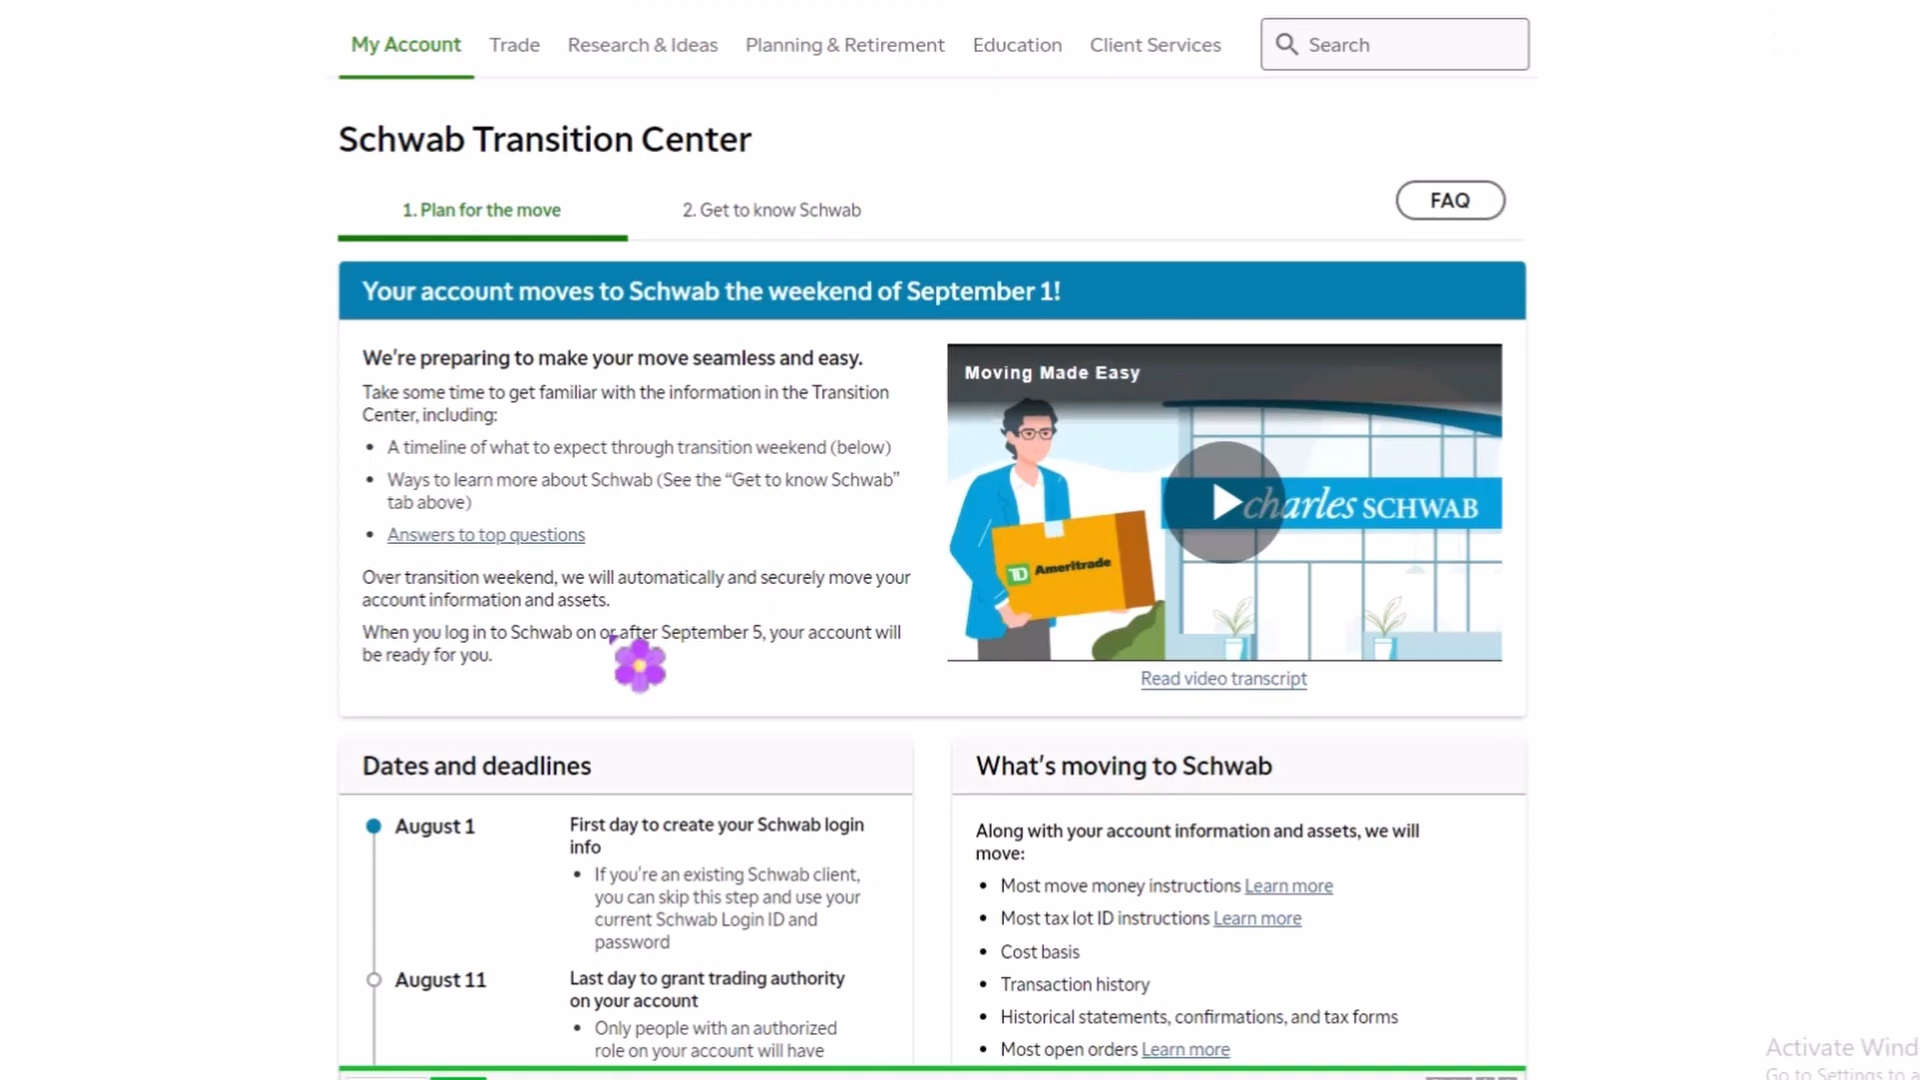 My Account Trade Research & Ideas Planning & Retirement Education Client Services Search
Schwab Transition Center
1. Plan for the move 2. Get to know Schwab FAQ
Your account moves to Schwab the weekend of September 1!
We're preparing to make your move seamless and easy.
Take some time to get familiar with the information in the Transition
Center, including:
• A timeline of what to expect through transition weekend (below)
• Ways to learn more about Schwab (See the “Get to know Schwab”
tab above)
• Answers to top questions
Over transition weekend, we will automatically and securely move your
account information and assets.
When you log in to Schwab on or after September 5, your account will
be ready for you.
Moving Made Easy
charles SCHWAB
TD Ameritrade
Read video transcript
Dates and deadlines
August 1
First day to create your Schwab login
info
• If you're an existing Schwab client,
you can skip this step and use your
current Schwab Login ID and
password
August 11
Last day to grant trading authority
on your account
• Only people with an authorized
role on your account will have
What's moving to Schwab
Along with your account information and assets, we will
move:
• Most move money instructions Learn more
• Most tax lot ID instructions Learn more
• Cost basis
• Transaction history
• Historical statements, confirmations, and tax forms
• Most open orders Learn more
Activate Wind
Go to Settings to a